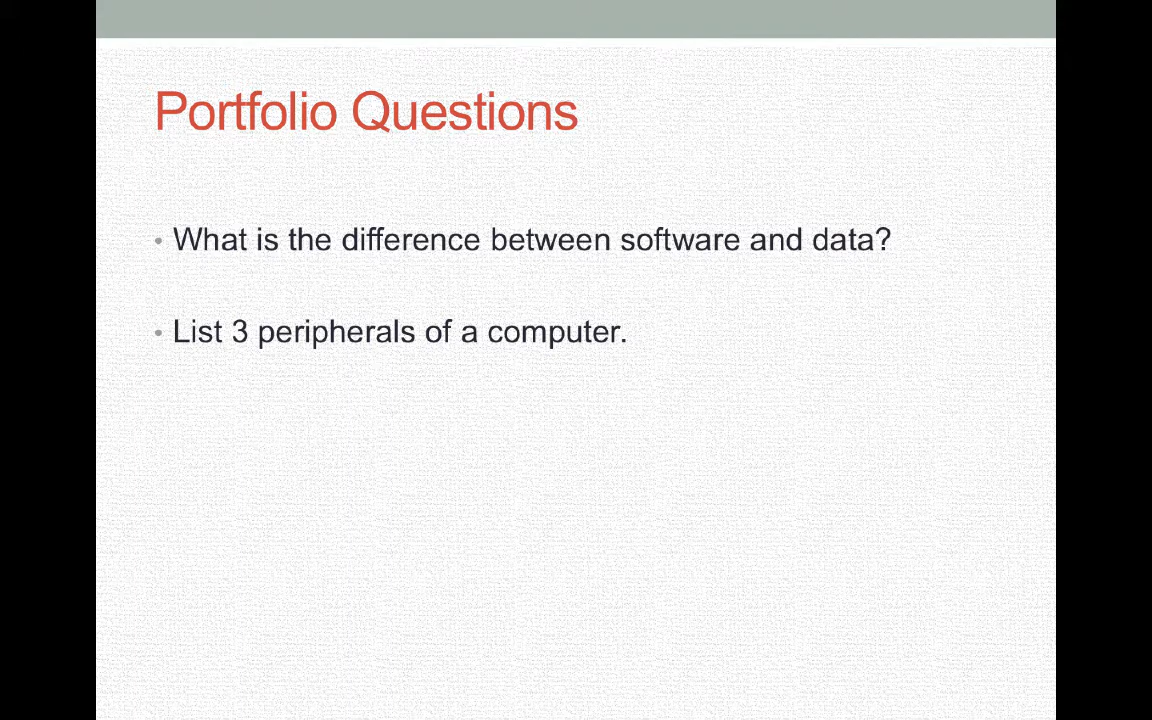 Portfolio Questions
• What is the difference between software and data?
• List 3 peripherals of a computer.